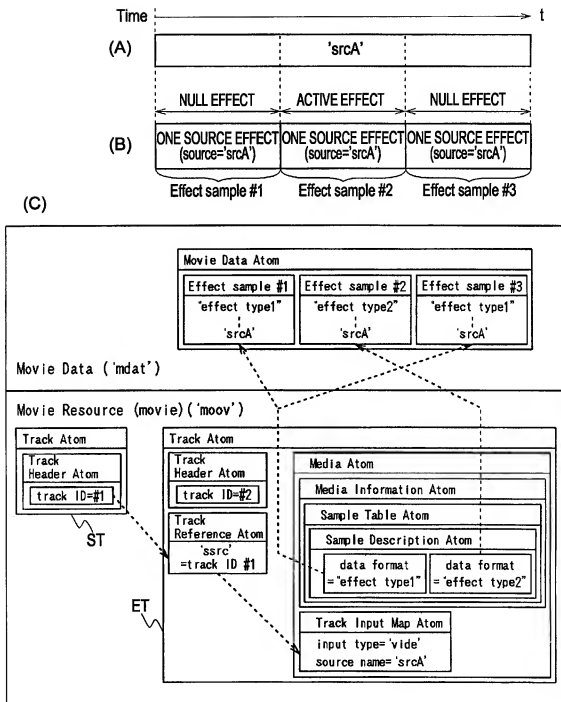 Time t
(A) 'srcA'
NULL EFFECT ACTIVE EFFECT NULL EFFECT
(B) ONE SOURCE EFFECT ONE SOURCE EFFECT ONE SOURCE EFFECT
(source='srcA') (source='srcA') (source='srcA')
Effect sample #1 Effect sample #2 Effect sample #3
(C)
Movie Data Atom
Effect sample #1 Effect sample #2 Effect sample #3
"effect type1" "effect type2" "effect type1"
'srcA' 'srcA' 'srcA'
Movie Data ('mdat')
Movie Resource (movie) ('moov')
Track Atom
Track
Header Atom
track ID=#1
ST
Track Atom
Track
Header Atom
track ID=#2
Track
Reference Atom
'ssrc'
=track ID #1
ET
Media Atom
Media Information Atom
Sample Table Atom
Sample Description Atom
data format data format
="effect type1" ="effect type2"
Track Input Map Atom
input type='vide'
source name='srcA'